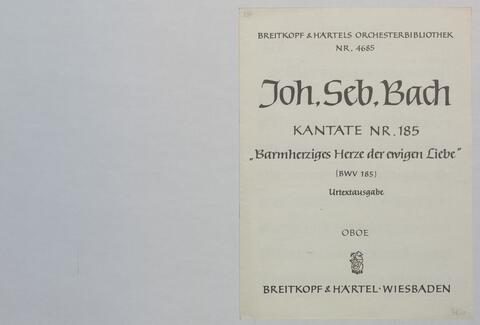 BREITKOPF & HÄRTELS ORCHESTERBIBLIOTHEK
NR. 4685
Joh. Seb. Bach
KANTATE NR. 185
„Barmherziges Herze der ewigen Liebe“
(BWV 185)
Urtextausgabe
OBOE
BREITKOPF & HÄRTEL · WIESBADEN